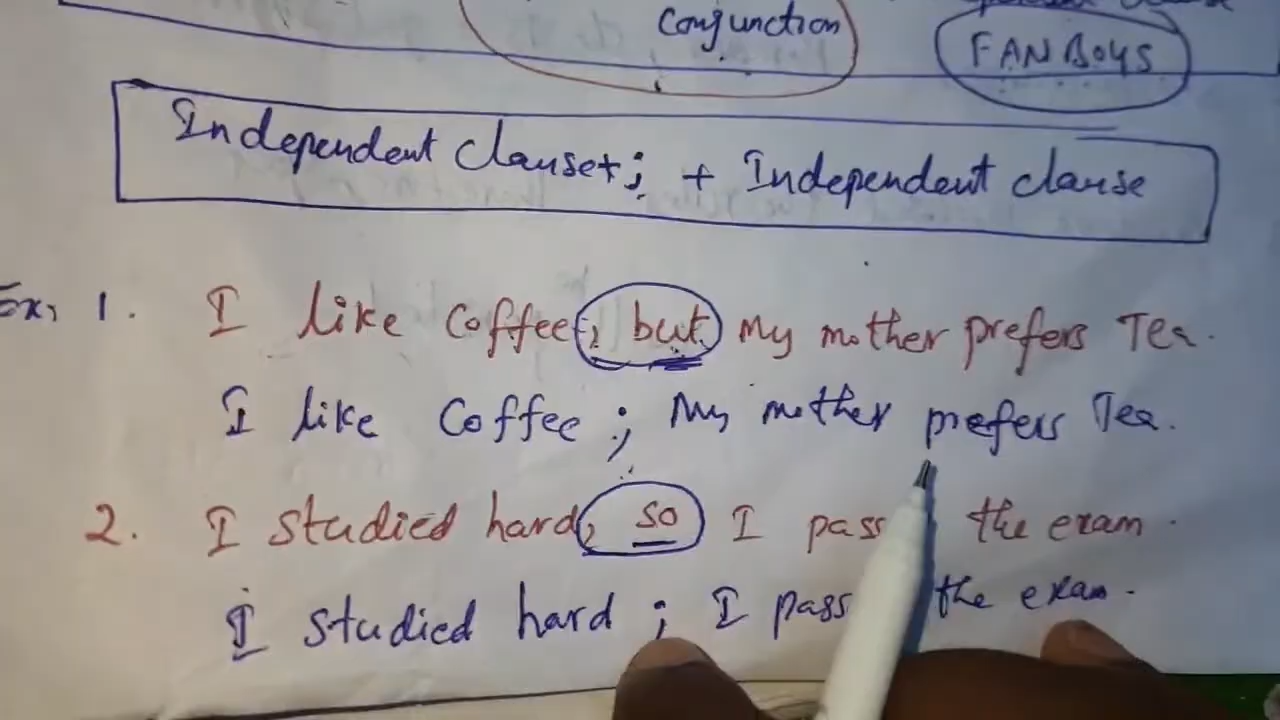 Conjunction
FANBOYS
Independent clause+; + Independent clause
Ex, 1. I like coffee, but my mother prefers Tea.
I like Coffee; My mother prefers Tea.
2. I studied hard, so I pass the exam.
I studied hard; I pass the exam.